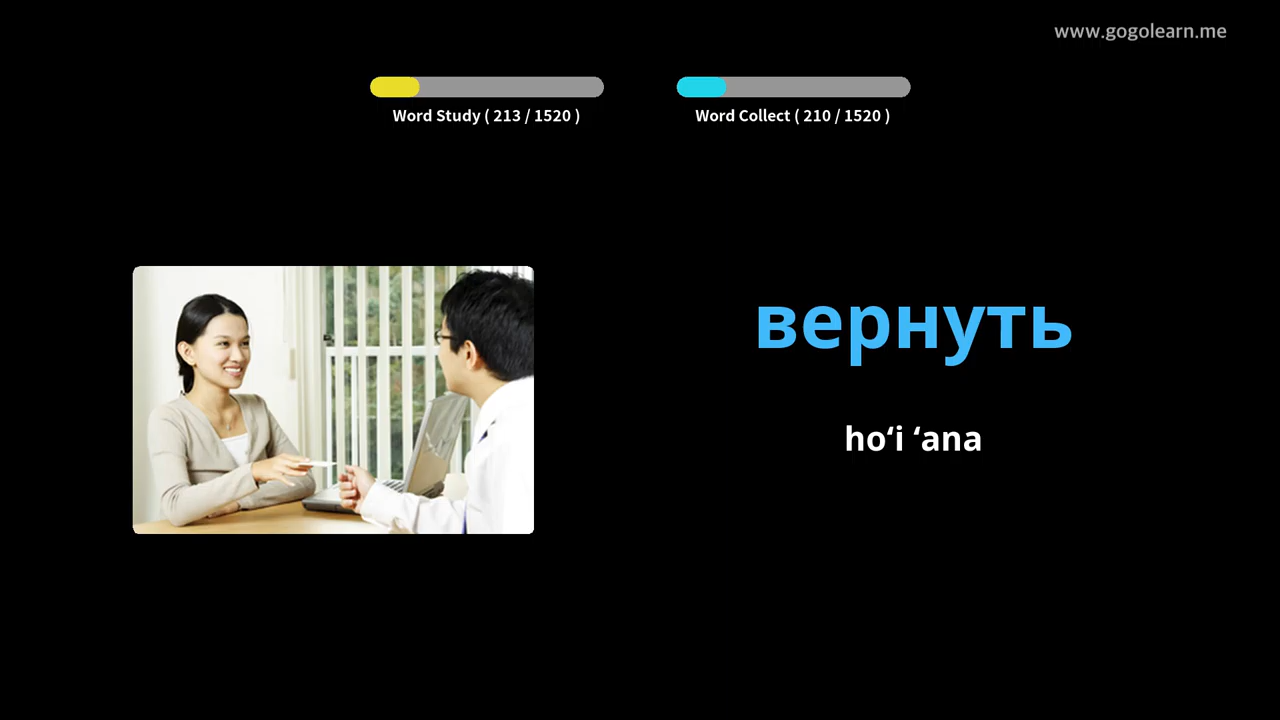 www.gogolearn.me
Word Study ( 213 / 1520 )
Word Collect ( 210 / 1520 )
вернуть
hoʻi ʻana